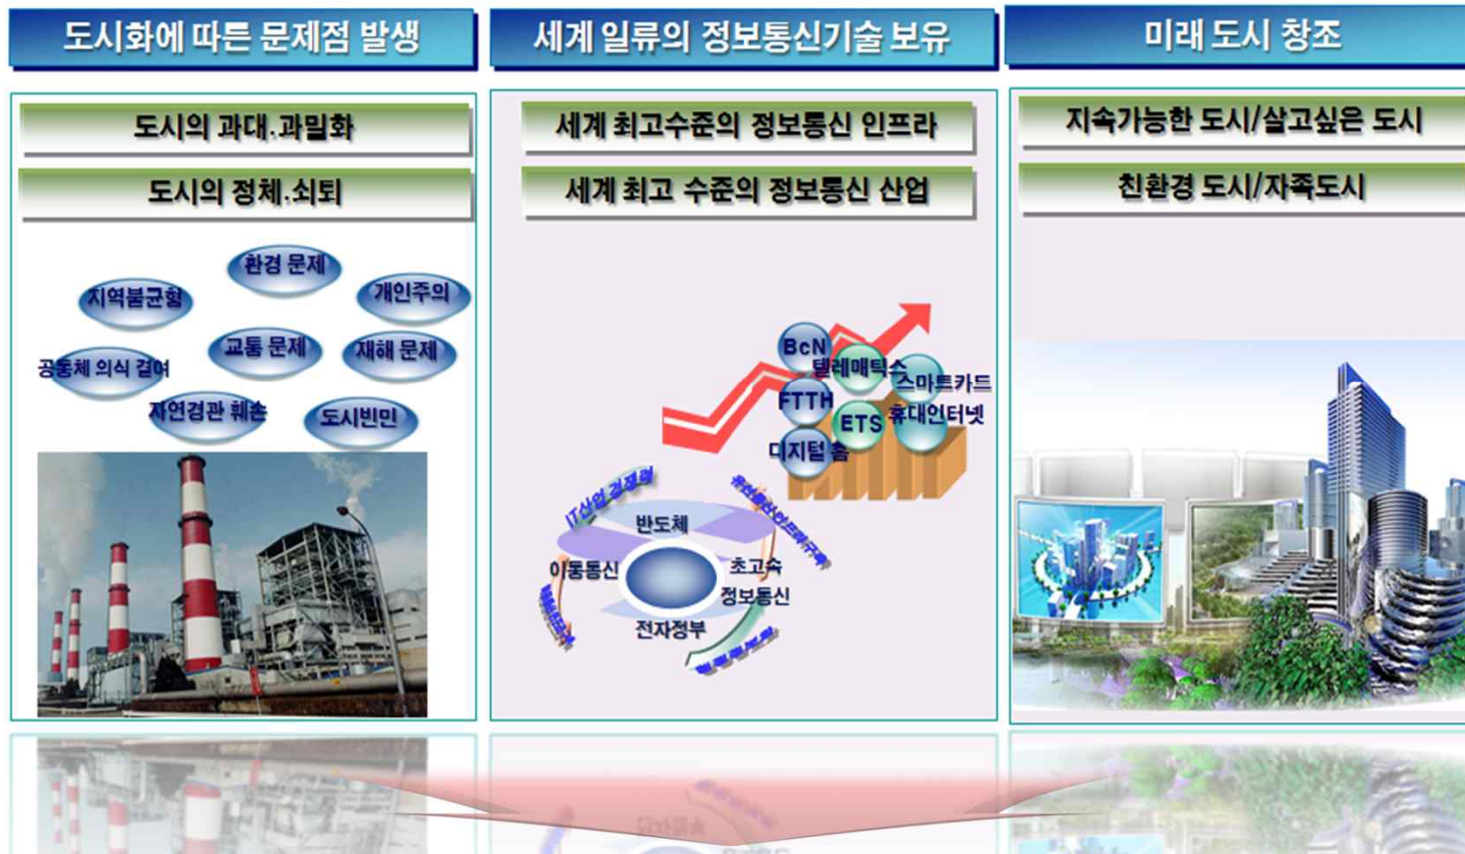 도시화에 따른 문제점 발생
도시의 과대.과밀화
도시의 정체.쇠퇴
환경 문제
지역불균형
개인주의
교통 문제
재해 문제
공동체 의식 결여
자연경관 훼손
도시빈민
세계 일류의 정보통신기술 보유
세계 최고수준의 정보통신 인프라
세계 최고 수준의 정보통신 산업
BcN
텔레매틱스
스마트카드
FTTH
ETS
휴대인터넷
디지털 홈
IT산업 경쟁력
반도체
이동통신
초고속
정보통신
전자정부
미래 도시 창조
지속가능한 도시/살고싶은 도시
친환경 도시/자족도시